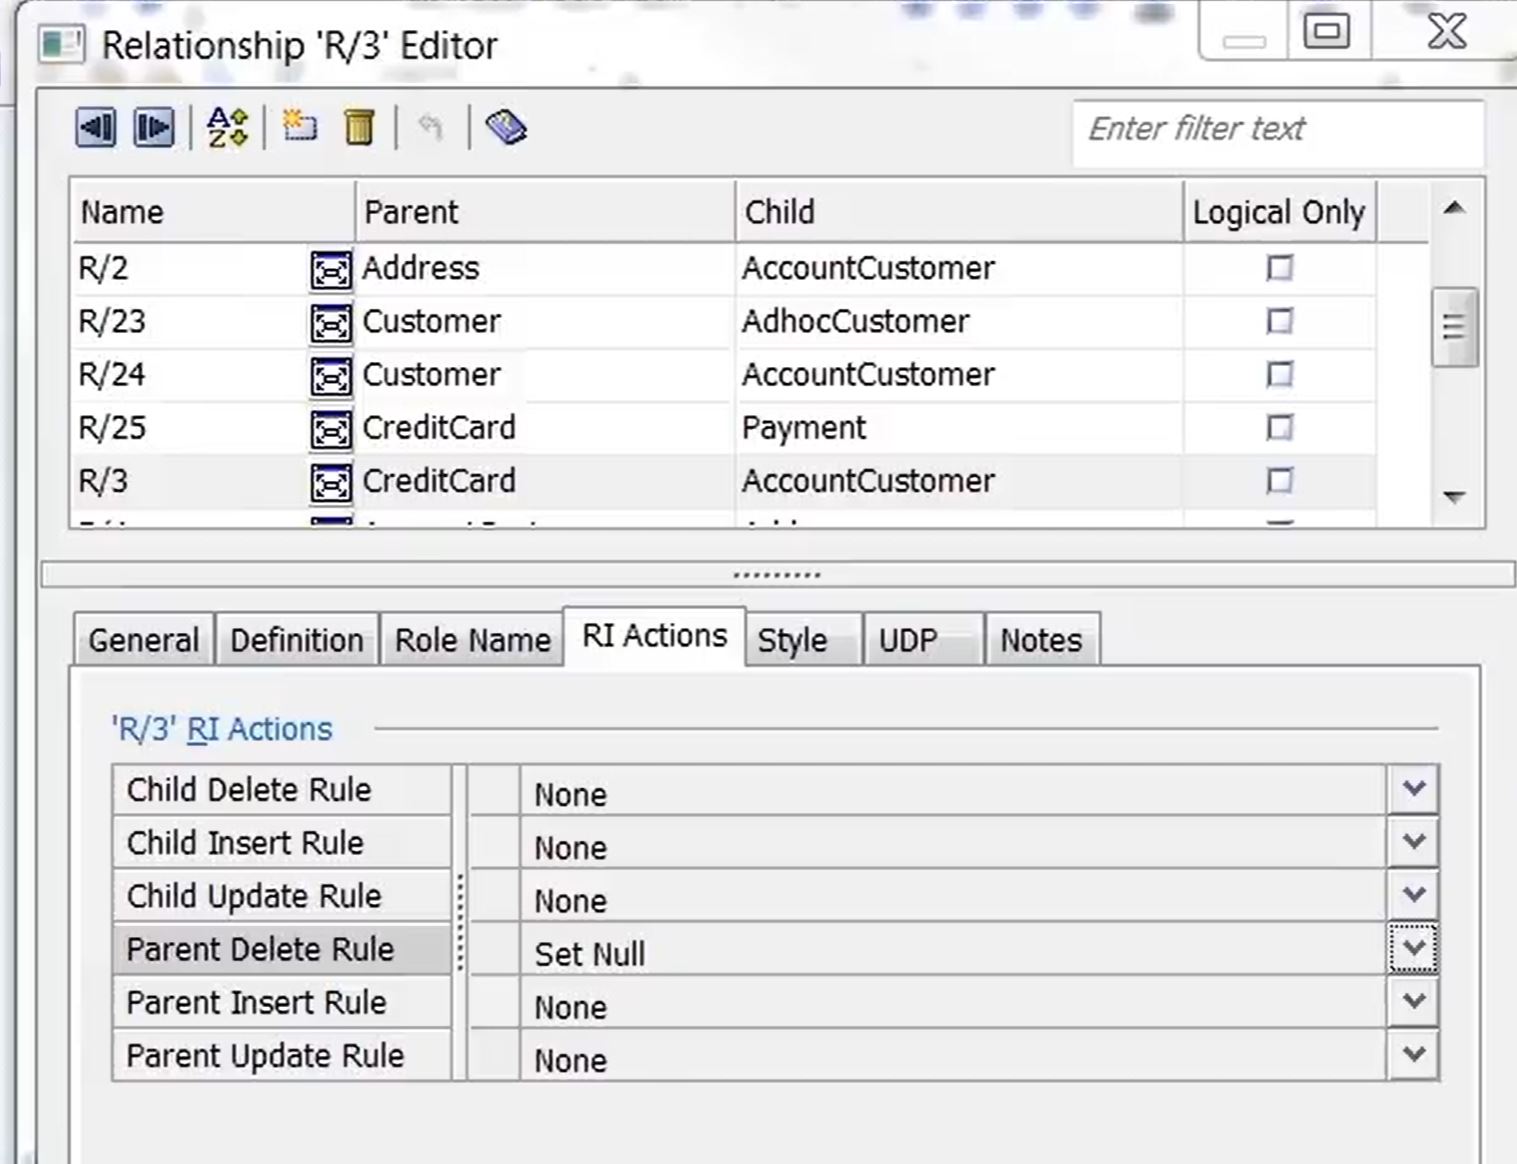 Relationship 'R/3' Editor
Enter filter text
Name Parent Child Logical Only
R/2 Address AccountCustomer
R/23 Customer AdhocCustomer
R/24 Customer AccountCustomer
R/25 CreditCard Payment
R/3 CreditCard AccountCustomer
General Definition Role Name RI Actions Style UDP Notes
'R/3' RI Actions
Child Delete Rule None
Child Insert Rule None
Child Update Rule None
Parent Delete Rule Set Null
Parent Insert Rule None
Parent Update Rule None